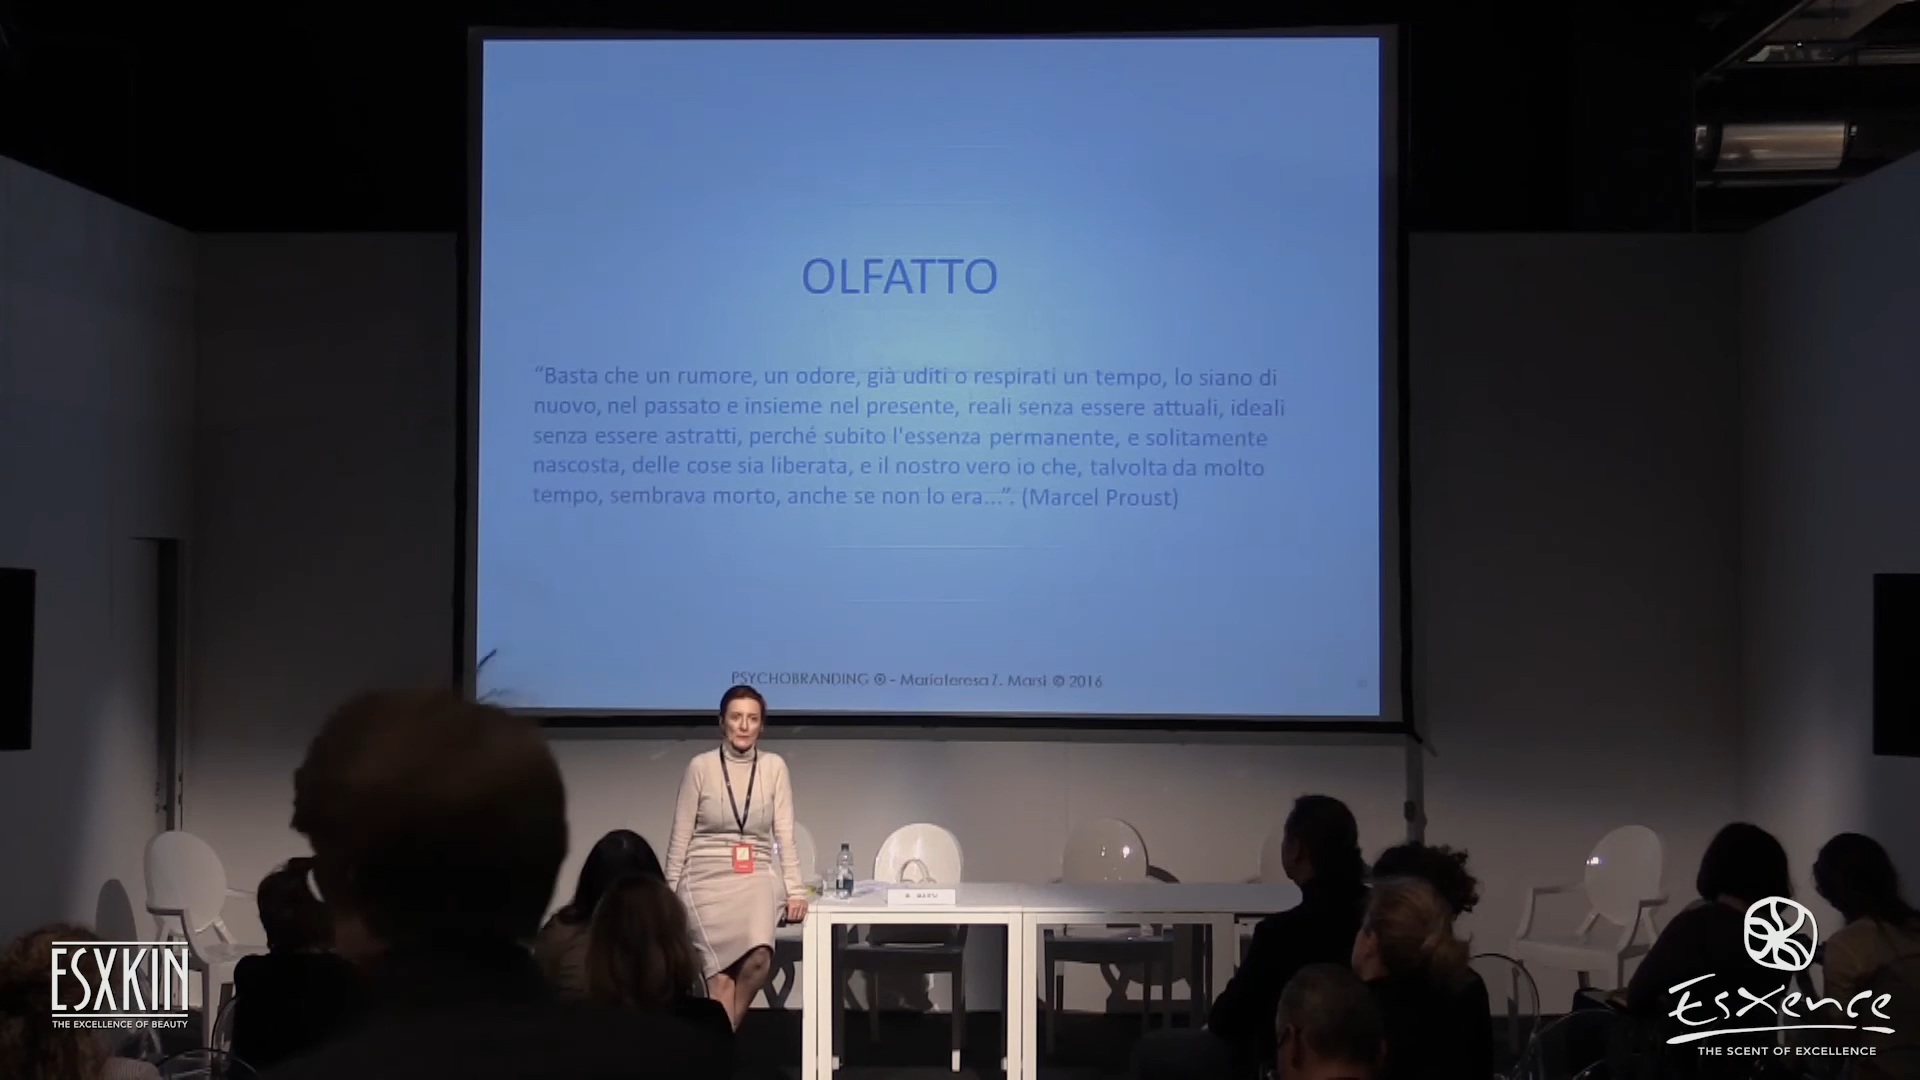 OLFATTO
“Basta che un rumore, un odore, già uditi o respirati un tempo, lo siano di
nuovo, nel passato e insieme nel presente, reali senza essere attuali, ideali
senza essere astratti, perché subito l'essenza permanente, e solitamente
nascosta, delle cose sia liberata, e il nostro vero io che, talvolta da molto
tempo, sembrava morto, anche se non lo era...”. (Marcel Proust)
PSYCHOBRANDING ® - Mariateresa Z. Marsi © 2016
ESXKIN
THE EXCELLENCE OF BEAUTY
Esxence
THE SCENT OF EXCELLENCE